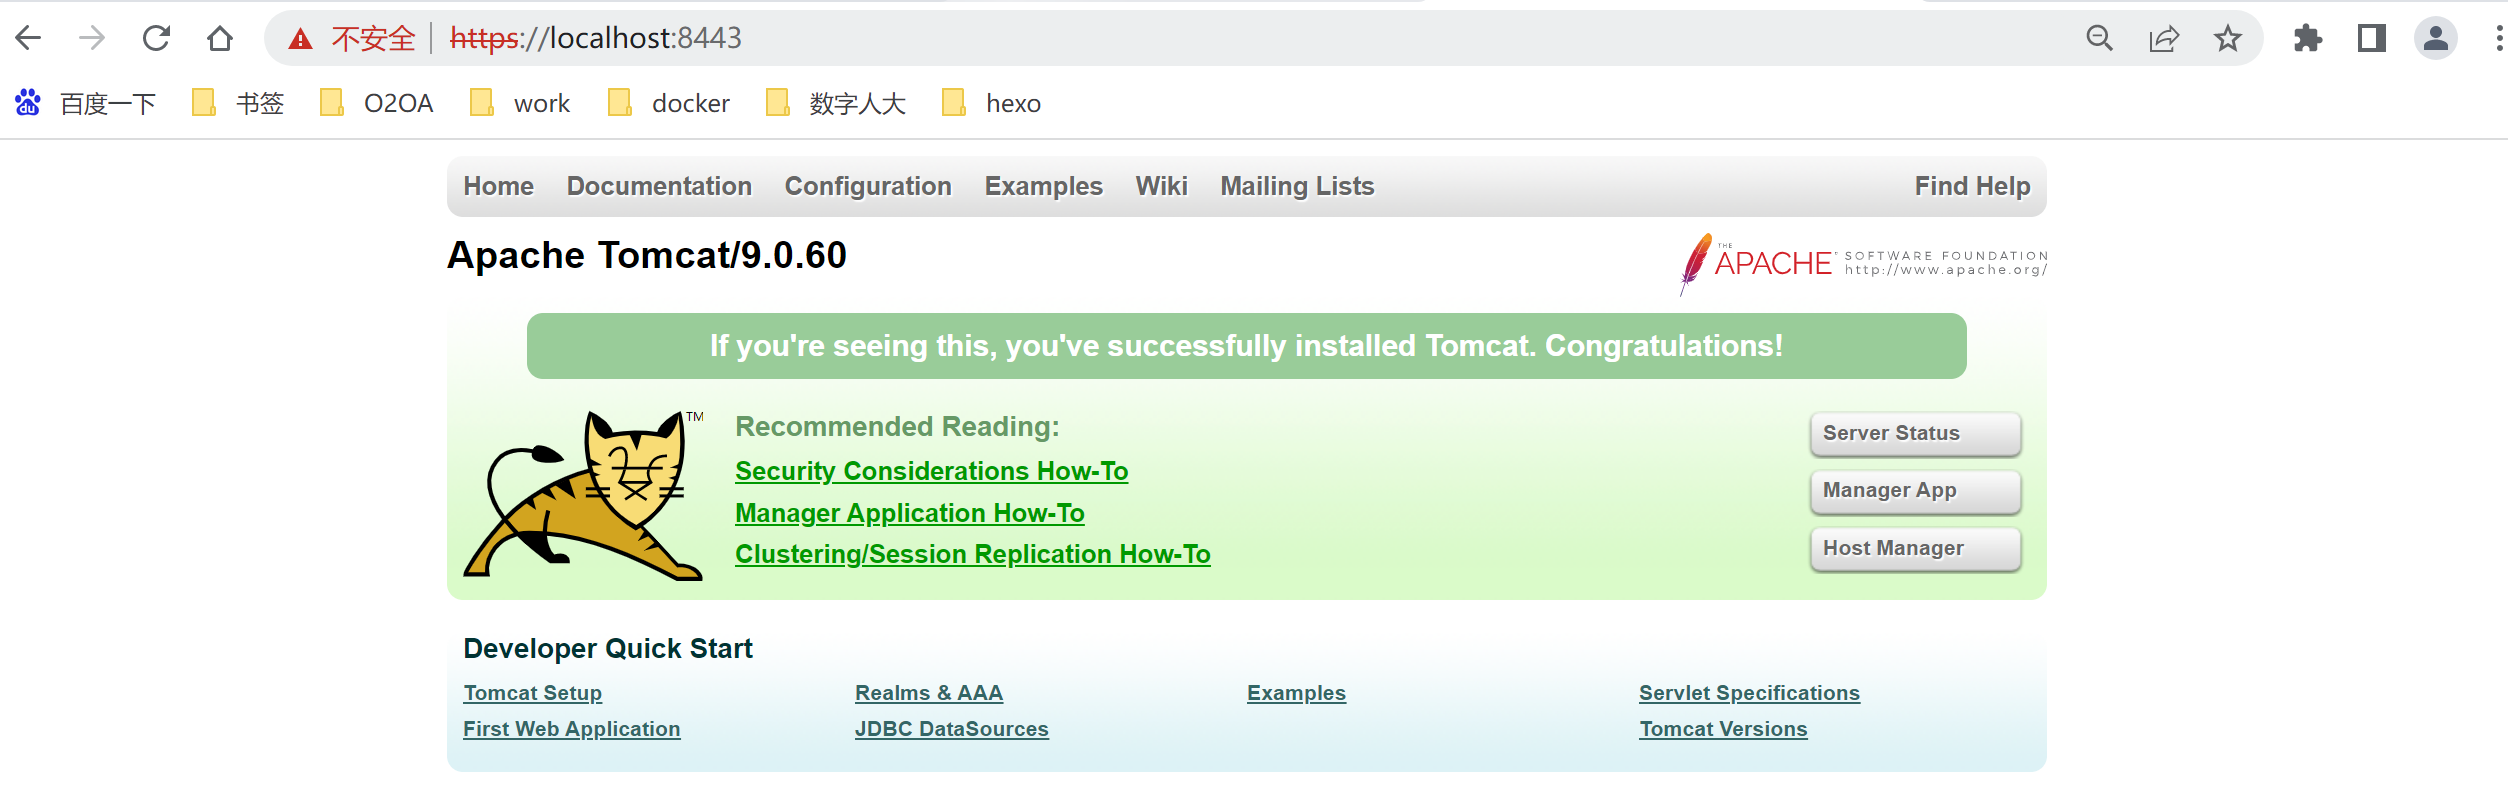 不安全 https://localhost:8443
百度一下 书签 O2OA work docker 数字人大 hexo
Home Documentation Configuration Examples Wiki Mailing Lists Find Help
Apache Tomcat/9.0.60
THE APACHE™ SOFTWARE FOUNDATION
http://www.apache.org/
If you're seeing this, you've successfully installed Tomcat. Congratulations!
TM
Recommended Reading:
Security Considerations How-To
Manager Application How-To
Clustering/Session Replication How-To
Server Status
Manager App
Host Manager
Developer Quick Start
Tomcat Setup Realms & AAA Examples Servlet Specifications
First Web Application JDBC DataSources Tomcat Versions